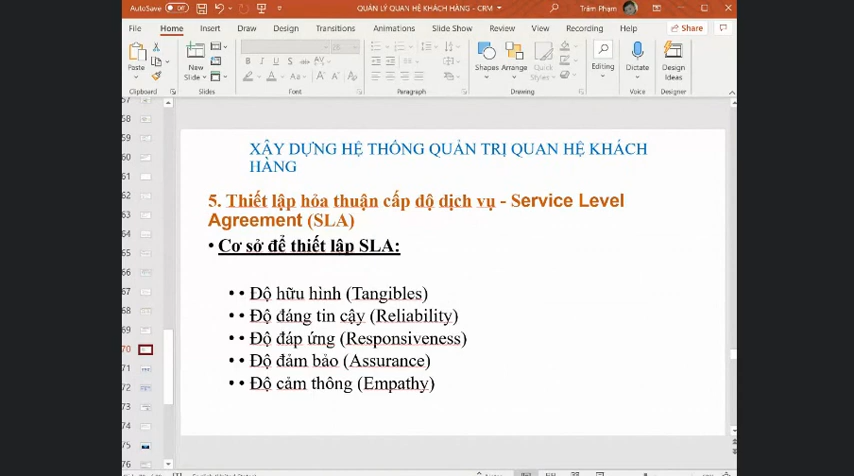 AutoSave Off QUẢN LÝ QUAN HỆ KHÁCH HÀNG - CRM Trâm Phạm
File Home Insert Draw Design Transitions Animations Slide Show Review View Recording Help Share
Paste New Slide Shapes Arrange Quick Styles Editing Dictate Design Ideas
Clipboard Slides Font Paragraph Drawing Voice Designer
57
58
59
60
61
62
63
64
65
66
67
68
69
70
71
72
73
74
75
76
XÂY DỰNG HỆ THỐNG QUẢN TRỊ QUAN HỆ KHÁCH
HÀNG
5. Thiết lập hỏa thuận cấp độ dịch vụ - Service Level
Agreement (SLA)
• Cơ sở để thiết lập SLA:
• • Độ hữu hình (Tangibles)
• • Độ đáng tin cậy (Reliability)
• • Độ đáp ứng (Responsiveness)
• • Độ đảm bảo (Assurance)
• • Độ cảm thông (Empathy)